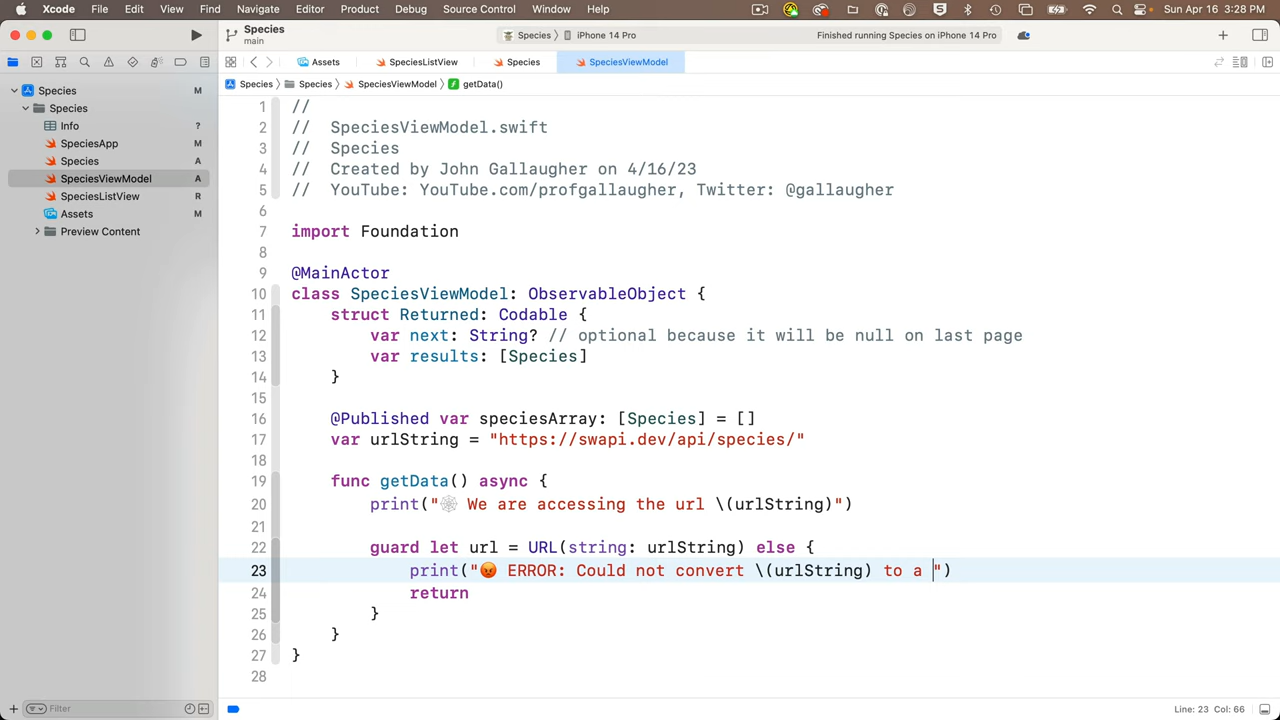 Xcode File Edit View Find Navigate Editor Product Debug Source Control Window Help Sun Apr 16 3:28 PM
Species
main
Species iPhone 14 Pro
Finished running Species on iPhone 14 Pro
Assets
SpeciesListView
Species
SpeciesViewModel
Species Species SpeciesViewModel getData()
Species M
Species
Info ?
SpeciesApp M
Species A
SpeciesViewModel A
SpeciesListView R
Assets M
Preview Content
1 //
2 // SpeciesViewModel.swift
3 // Species
4 // Created by John Gallaugher on 4/16/23
5 // YouTube: YouTube.com/profgallaugher, Twitter: @gallaugher
6
7 import Foundation
8
9 @MainActor
10 class SpeciesViewModel: ObservableObject {
11 struct Returned: Codable {
12 var next: String? // optional because it will be null on last page
13 var results: [Species]
14 }
15
16 @Published var speciesArray: [Species] = []
17 var urlString = "https://swapi.dev/api/species/"
18
19 func getData() async {
20 print("🕸 We are accessing the url \(urlString)")
21
22 guard let url = URL(string: urlString) else {
23 print("😡 ERROR: Could not convert \(urlString) to a ")
24 return
25 }
26 }
27 }
28
Filter
Line: 23 Col: 66